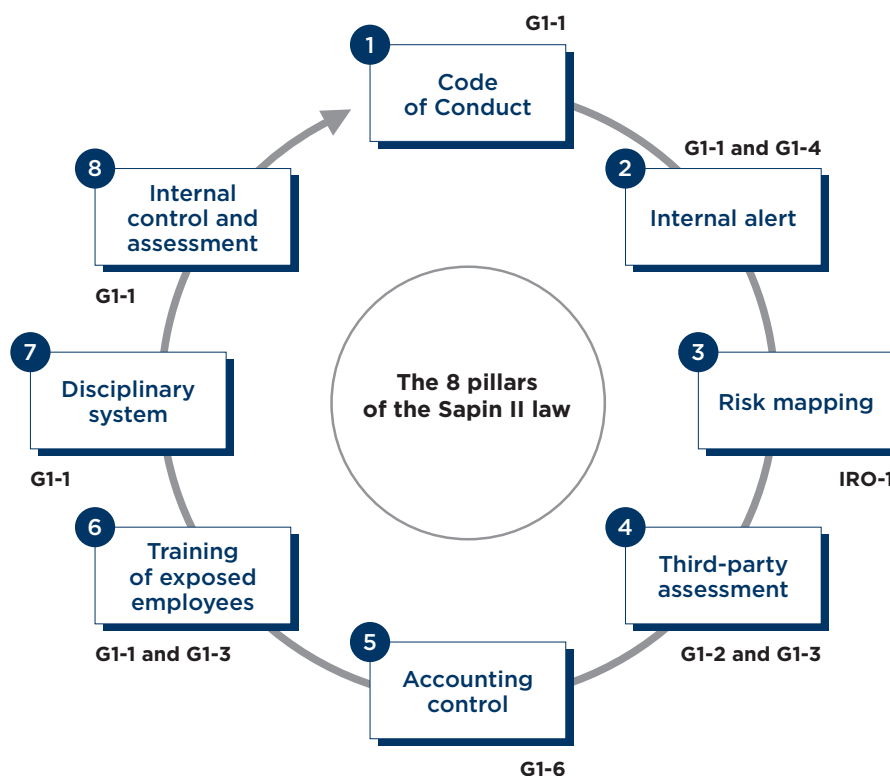 G1-1
1
Code
of Conduct
G1-1 and G1-4
2
Internal alert
3
Risk mapping
IRO-1
4
Third-party
assessment
G1-2 and G1-3
5
Accounting
control
G1-6
6
Training
of exposed
employees
G1-1 and G1-3
7
Disciplinary
system
G1-1
8
Internal
control and
assessment
G1-1
The 8 pillars
of the Sapin II law